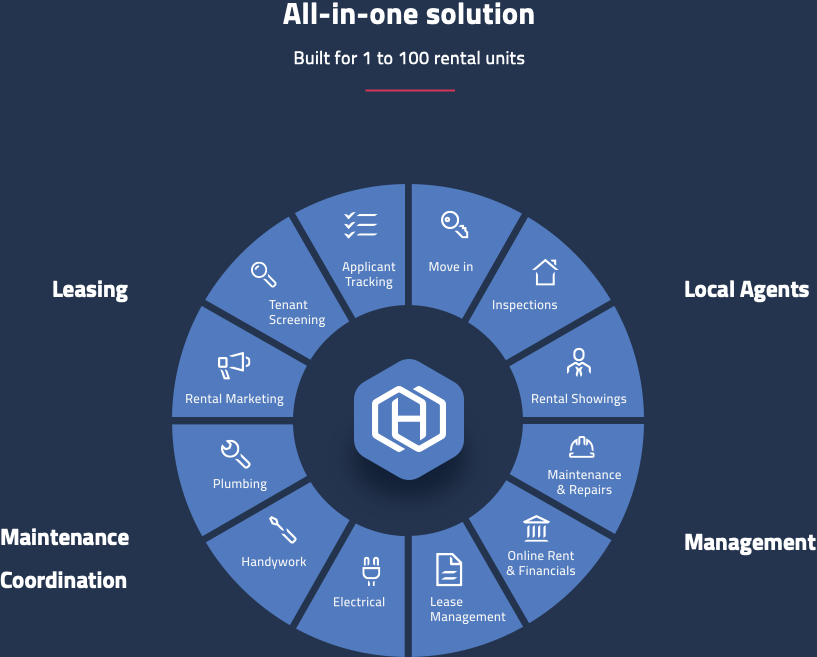 All-in-one solution
Built for 1 to 100 rental units
Leasing
Local Agents
Applicant
Tracking
Move in
Tenant
Screening
Inspections
Rental Marketing
Rental Showings
Plumbing
Maintenance
& Repairs
Handywork
Online Rent
& Financials
Electrical
Lease
Management
Maintenance
Coordination
Management